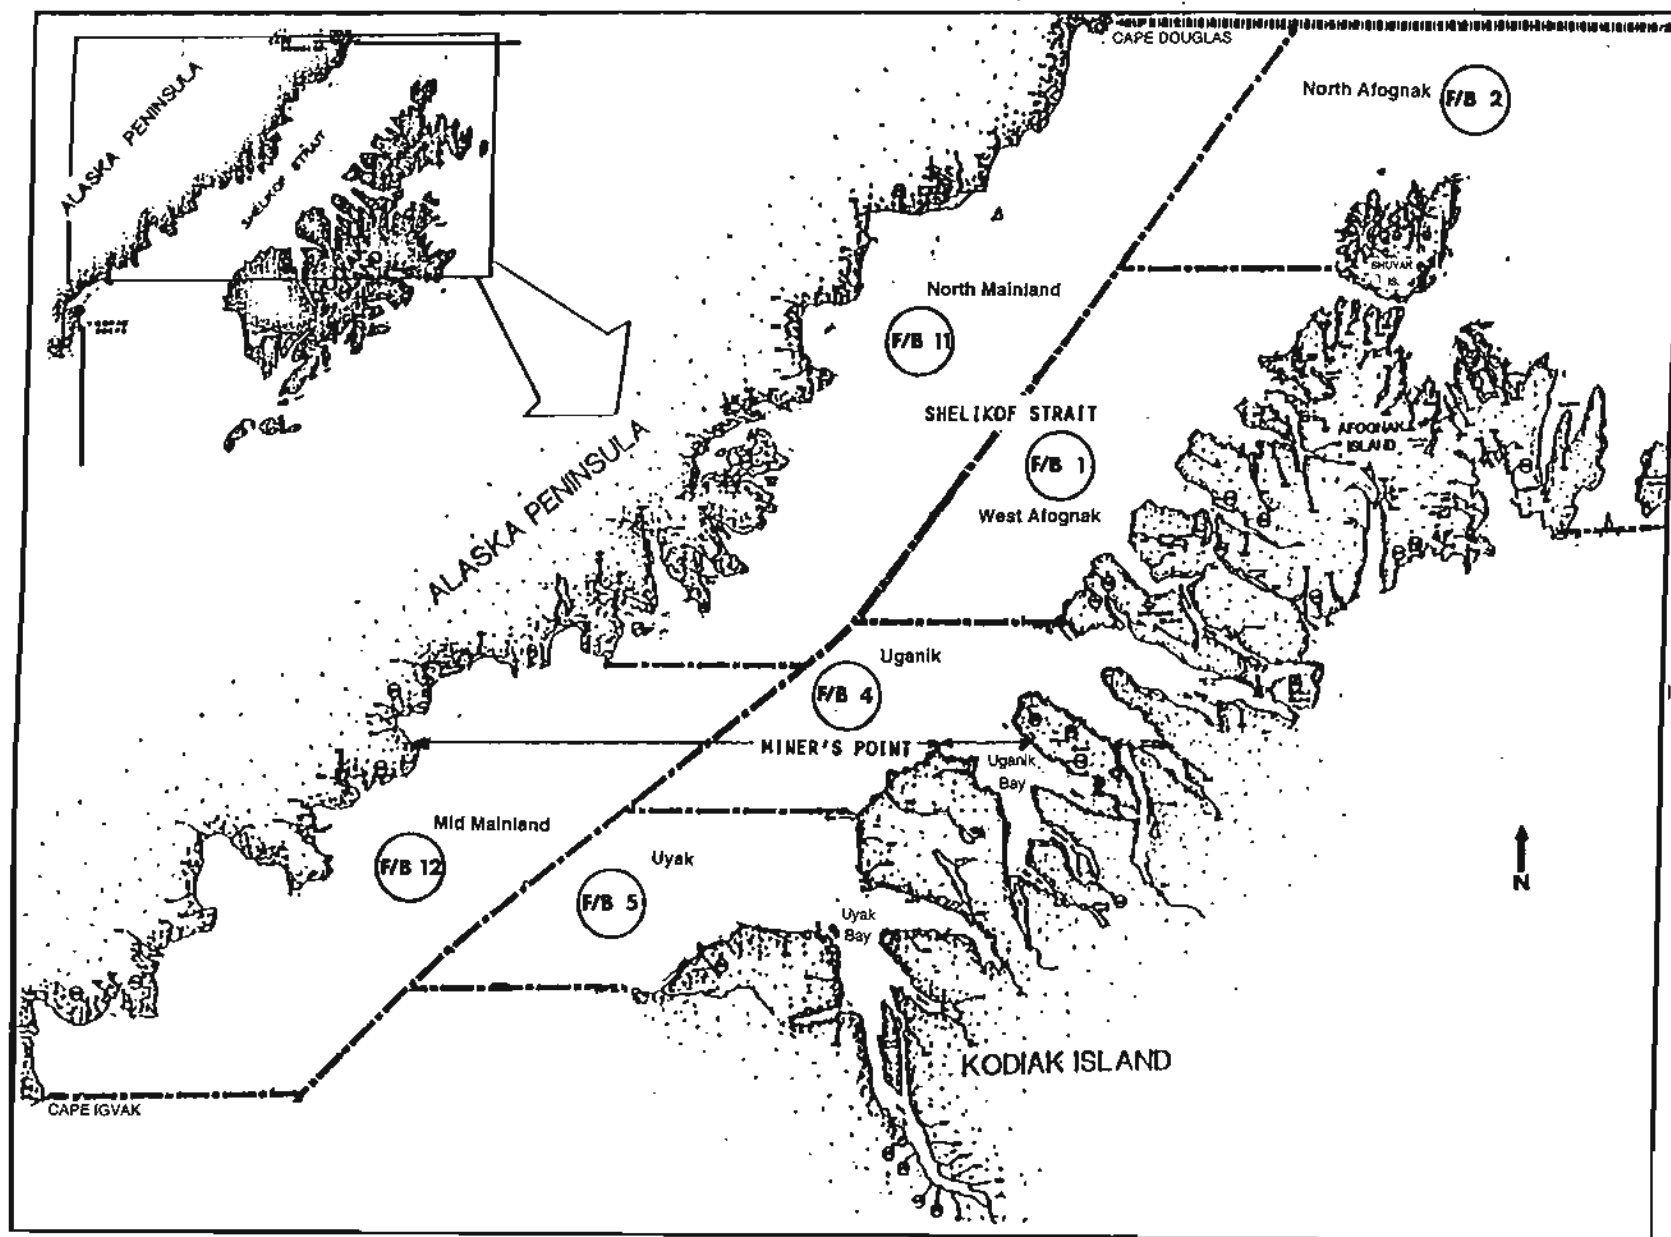 CAPE DOUGLAS
North Afognak
F/B 2
ALASKA PENINSULA
SHELIKOF STRAIT
SHUYAK
IS.
North Mainland
F/B 11
SHELIKOF STRAIT
F/B 1
West Afognak
AFOGNAK
ISLAND
ALASKA PENINSULA
Uganik
F/B 4
MINER'S POINT
Uganik
Bay
Mid Mainland
F/B 12
Uyak
F/B 5
Uyak
Bay
N
KODIAK ISLAND
CAPE IGVAK